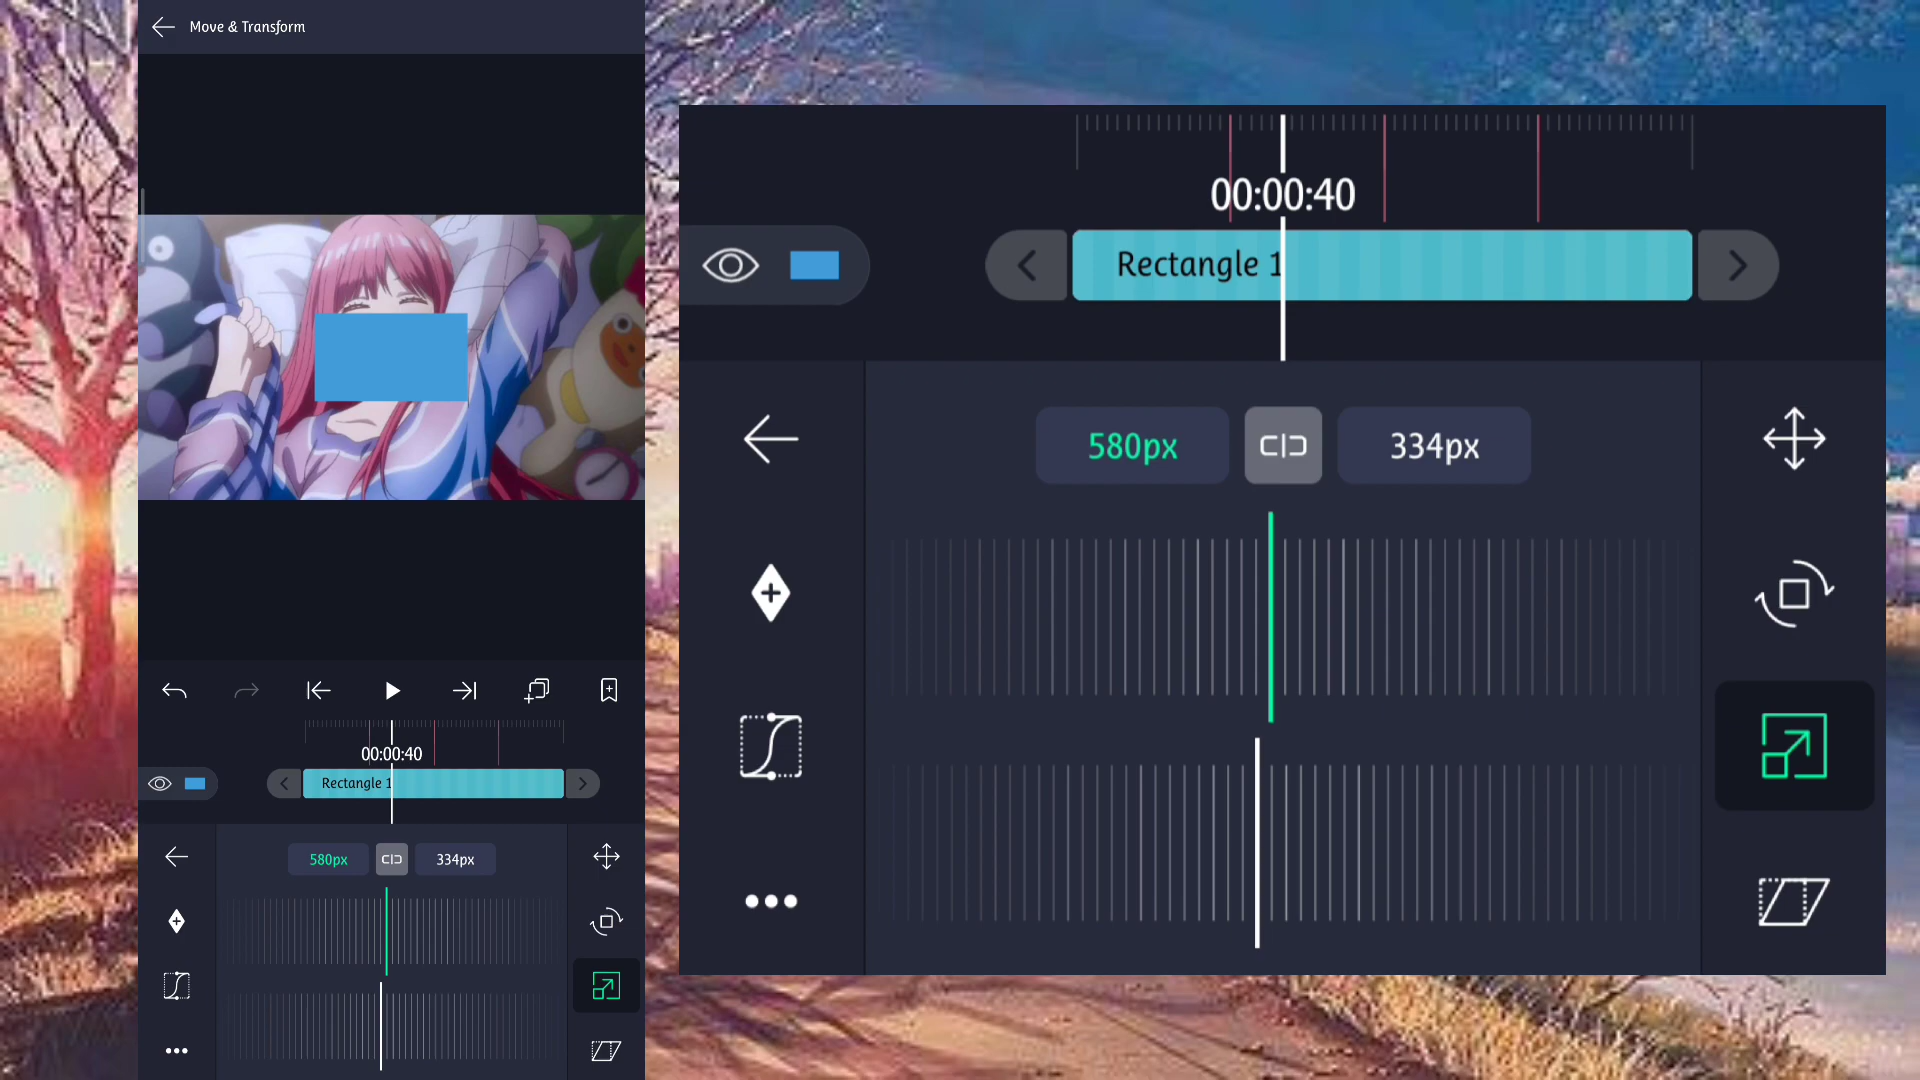 Move & Transform
00:00:40
Rectangle 1
580px
334px
00:00:40
Rectangle 1
580px
334px